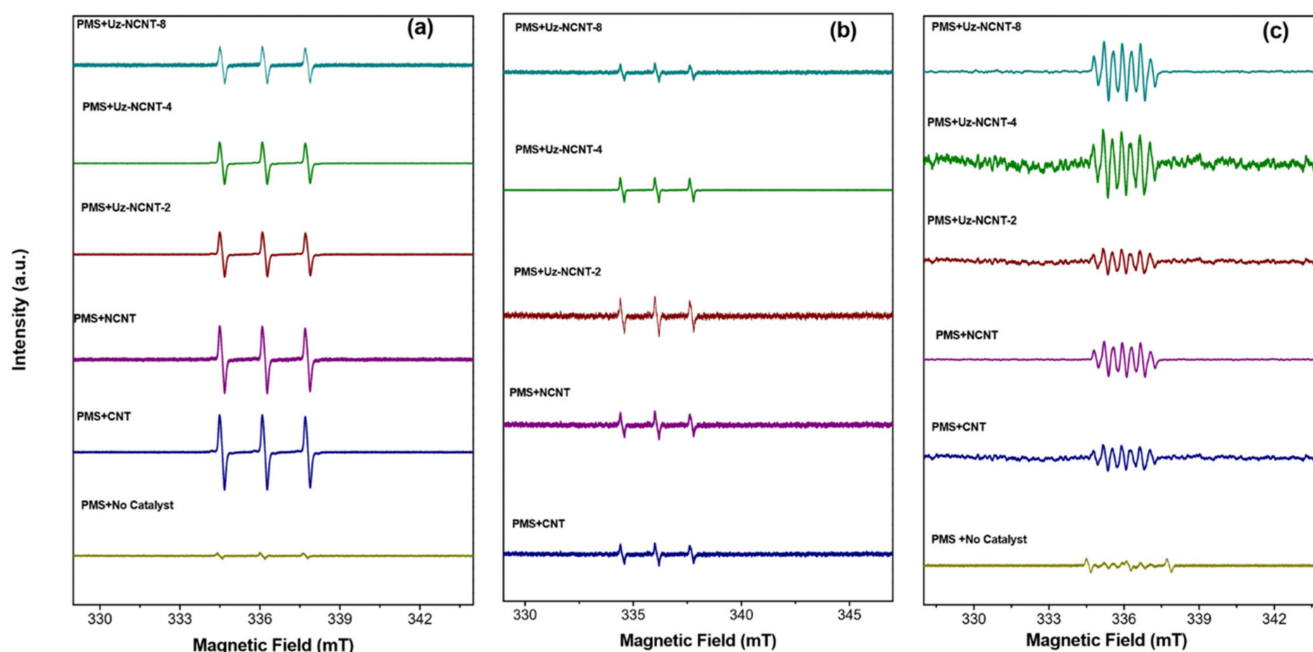 Intensity (a.u.)
(a)
PMS+Uz-NCNT-8
PMS+Uz-NCNT-4
PMS+Uz-NCNT-2
PMS+NCNT
PMS+CNT
PMS+No Catalyst
330 333 336 339 342
Magnetic Field (mT)
(b)
PMS+Uz-NCNT-8
PMS+Uz-NCNT-4
PMS+Uz-NCNT-2
PMS+NCNT
PMS+CNT
330 335 340 345
Magnetic Field (mT)
(c)
PMS+Uz-NCNT-8
PMS+Uz-NCNT-4
PMS+Uz-NCNT-2
PMS+NCNT
PMS+CNT
PMS +No Catalyst
330 333 336 339 342
Magnetic Field (mT)